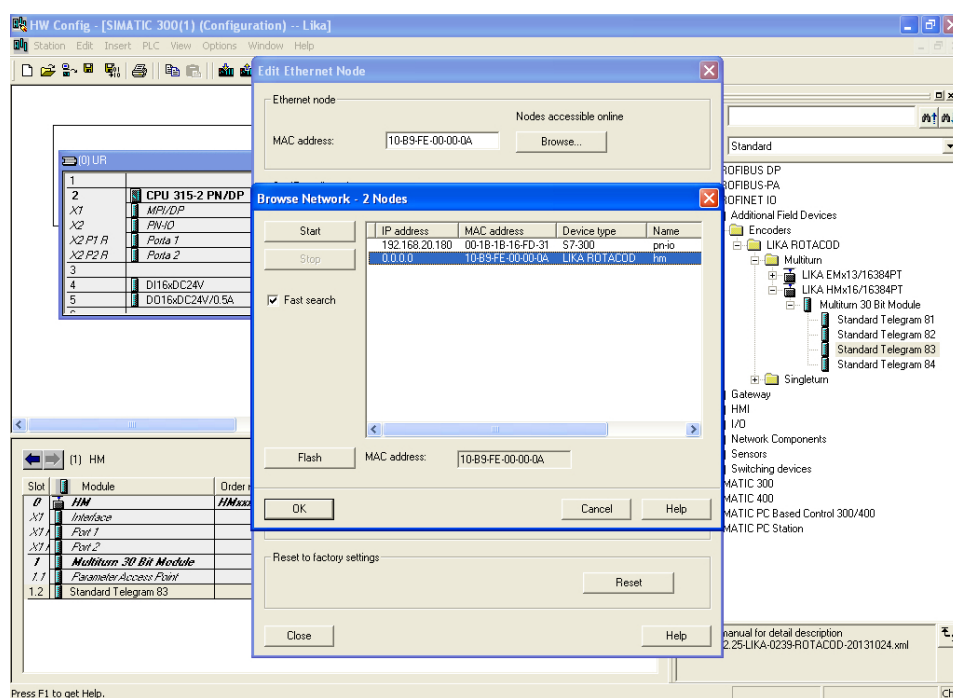 HW Config - [SIMATIC 300(1) (Configuration) -- Lika]
Station Edit Insert PLC View Options Window Help
Edit Ethernet Node
Ethernet node
Nodes accessible online
MAC address: 10-B9-FE-00-00-0A Browse...
Browse Network - 2 Nodes
Start
Stop
Fast search
IP address MAC address Device type Name
192.168.20.180 00-1B-1B-16-FD-31 S7-300 pn-io
0.0.0.0 10-B9-FE-00-00-0A LIKA ROTACOD hm
Flash
MAC address: 10-B9-FE-00-00-0A
OK Cancel Help
Reset to factory settings
Reset
Close Help
(0) UR
1
2 CPU 315-2 PN/DP
X1 MPI/DP
X2 PN-IO
X2 P1 R Porta 1
X2 P2 R Porta 2
3
4 DI16xDC24V
5 DO16xDC24V/0.5A
(1) HM
Slot Module Order
0 HM
X1 Interface
X1 Port 1
X1 Port 2
1 Multiturn 30 Bit Module
1.1 Parameter Access Point
1.2 Standard Telegram 83
Standard
ROFIBUS DP
ROFIBUS-PA
ROFINET IO
Additional Field Devices
Encoders
LIKA ROTACOD
Multiturn
LIKA EMx13/16384PT
LIKA HMx16/16384PT
Multiturn 30 Bit Module
Standard Telegram 81
Standard Telegram 82
Standard Telegram 83
Standard Telegram 84
Singleturn
Gateway
HMI
I/O
Network Components
Sensors
Switching devices
MATIC 300
MATIC 400
MATIC PC Based Control 300/400
MATIC PC Station
manual for detail description
2.25-LIKA-0239-ROTACOD-20131024.xml
Press F1 to get Help.
Ch